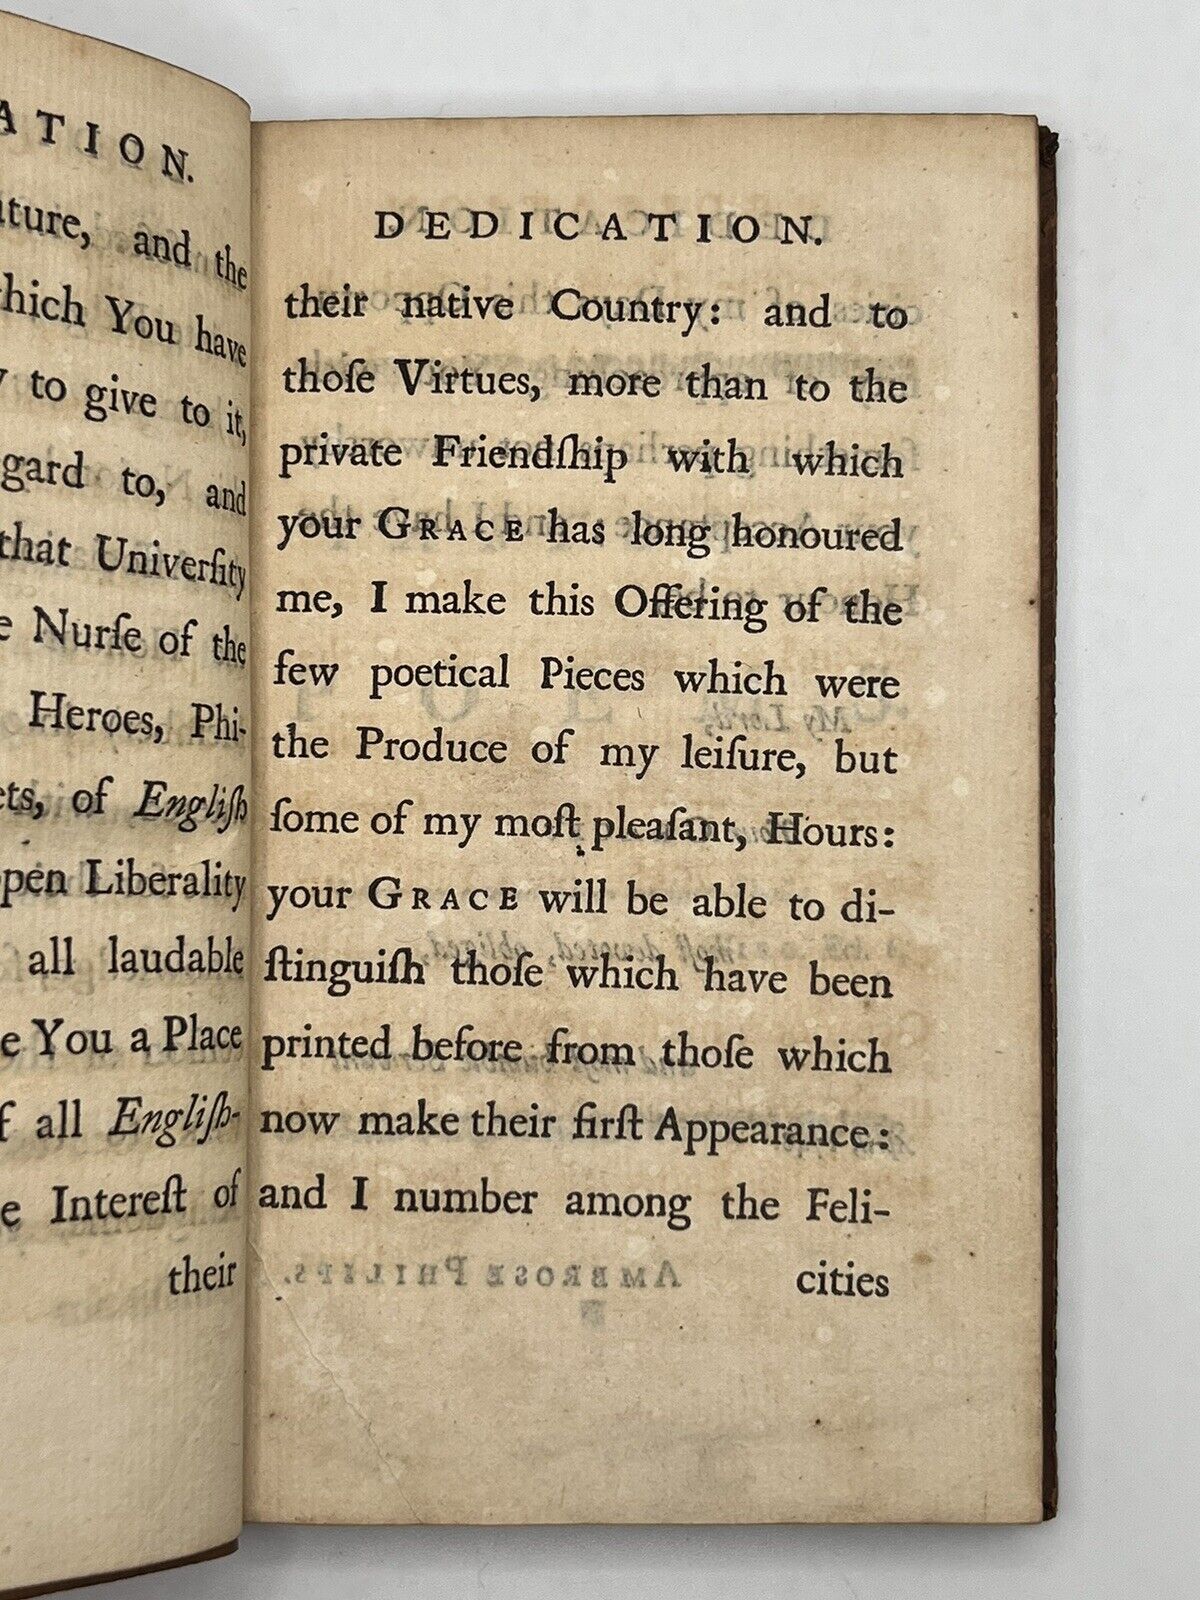 ATION.
ature, and the
which You have
to give to it,
gard to, and
that University
Nurſe of the
Heroes, Phi-
ets, of Engliſh
open Liberality
all laudable
e You a Place
f all Engliſh-
e Intereſt of
their
DEDICATION.
their native Country: and to
thoſe Virtues, more than to the
private Friendſhip with which
your GRACE has long honoured
me, I make this Offering of the
few poetical Pieces which were
the Produce of my leiſure, but
ſome of my moſt pleaſant, Hours:
your GRACE will be able to di-
ſtinguiſh thoſe which have been
printed before from thoſe which
now make their firſt Appearance:
and I number among the Feli-
cities
AMBROSE PHILIPS.